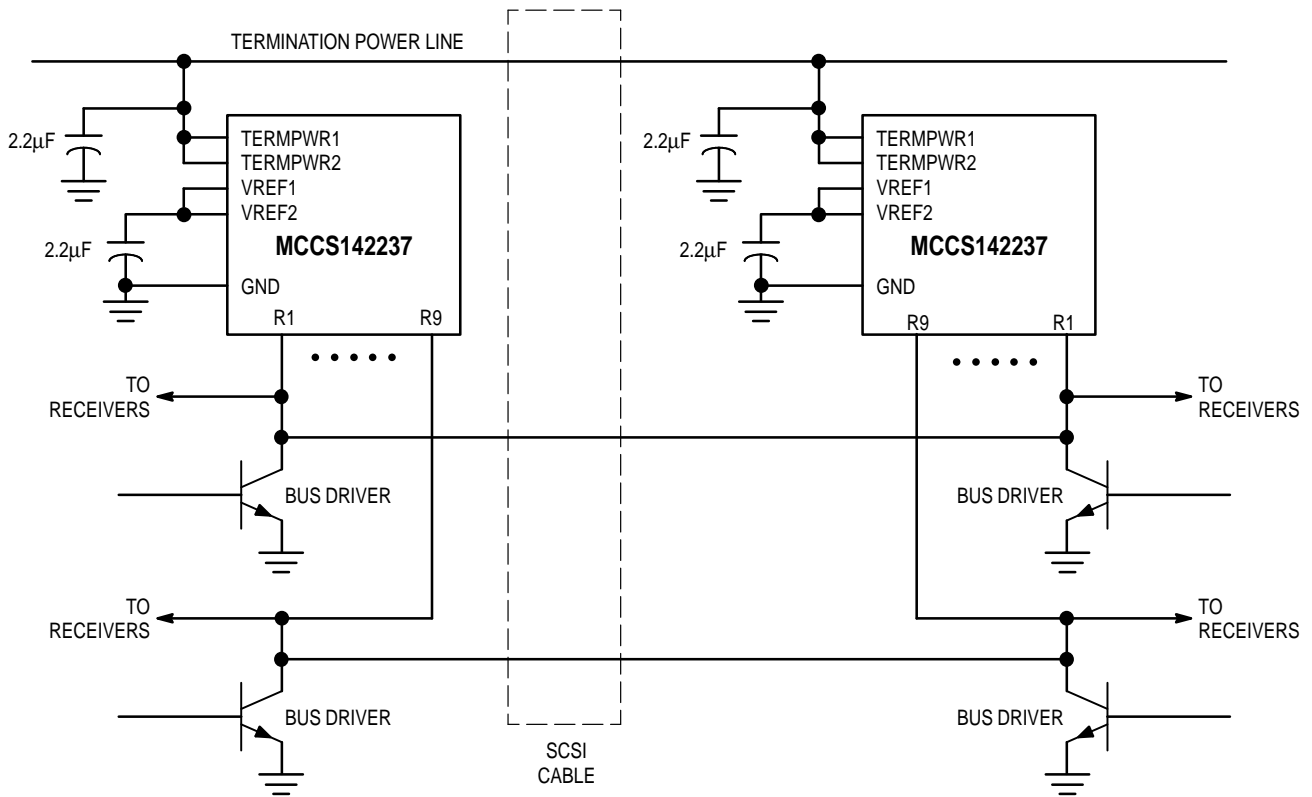 TERMINATION POWER LINE
2.2µF
TERMPWR1
TERMPWR2
VREF1
VREF2
2.2µF
MCCS142237
GND
R1
R9
2.2µF
TERMPWR1
TERMPWR2
VREF1
VREF2
2.2µF
MCCS142237
GND
R9
R1
TO
RECEIVERS
TO
RECEIVERS
BUS DRIVER
BUS DRIVER
TO
RECEIVERS
TO
RECEIVERS
BUS DRIVER
BUS DRIVER
SCSI
CABLE